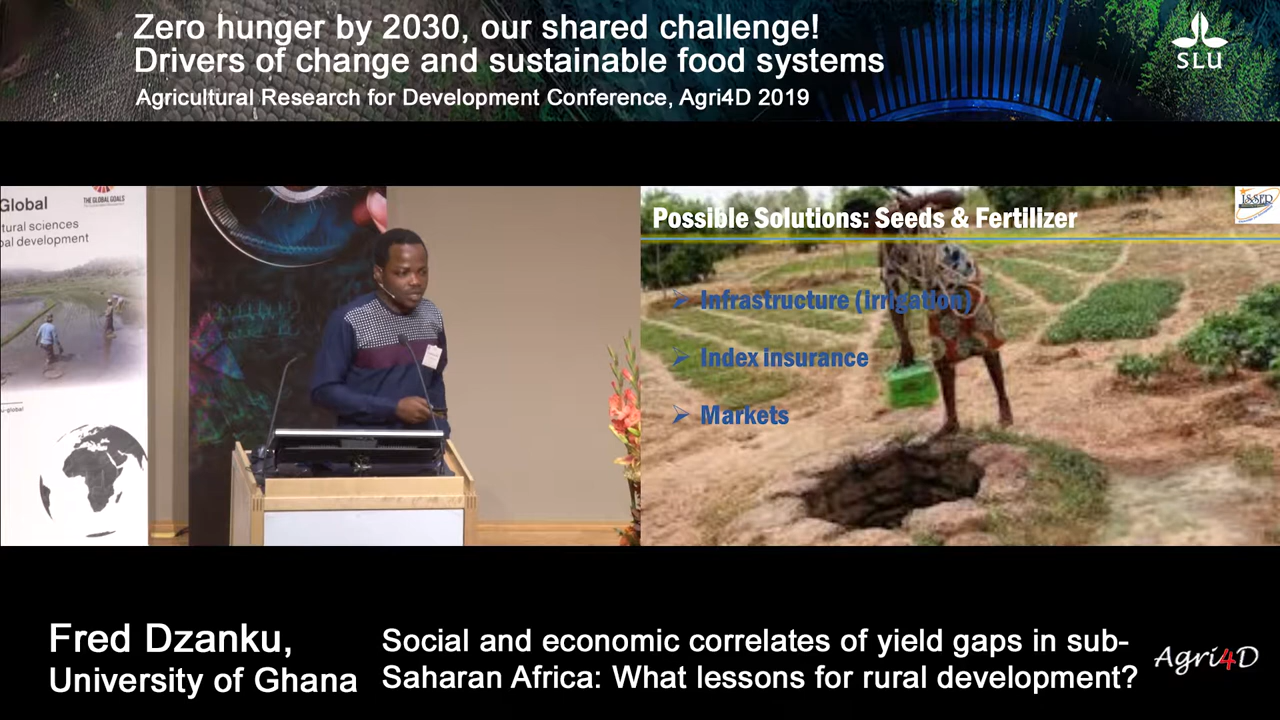 Zero hunger by 2030, our shared challenge!
Drivers of change and sustainable food systems
Agricultural Research for Development Conference, Agri4D 2019
SLU
Global
THE GLOBAL GOALS
tural sciences
bal development
Possible Solutions: Seeds & Fertilizer
ISSER
Infrastructure (irrigation)
Index insurance
Markets
Fred Dzanku,
University of Ghana
Social and economic correlates of yield gaps in sub-
Saharan Africa: What lessons for rural development?
Agri4D